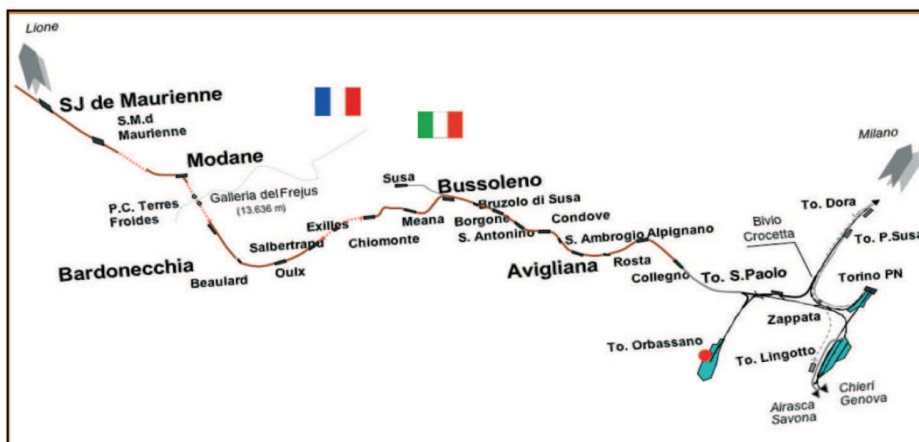 Lione
SJ de Maurienne
S.M.d
Maurienne
Modane
P.C. Terres
Froides
Galleria del Frejus
(13.636 m)
Bardonecchia
Beaulard
Oulx
Salbertrapu
Exilles
Chiomonte
Meana
Susa
Bussoleno
Bruzolo di Susa
Borgone
S. Antonino
Condove
Avigliana
S. Ambrogio
Rosta
Alpignano
Collegno
To. S.Paolo
To. Orbassano
Zappata
Bivio
Crocetta
Milano
To. Dora
To. P.Susa
Torino PN
To. Lingotto
Airasca
Savona
Chieri
Genova